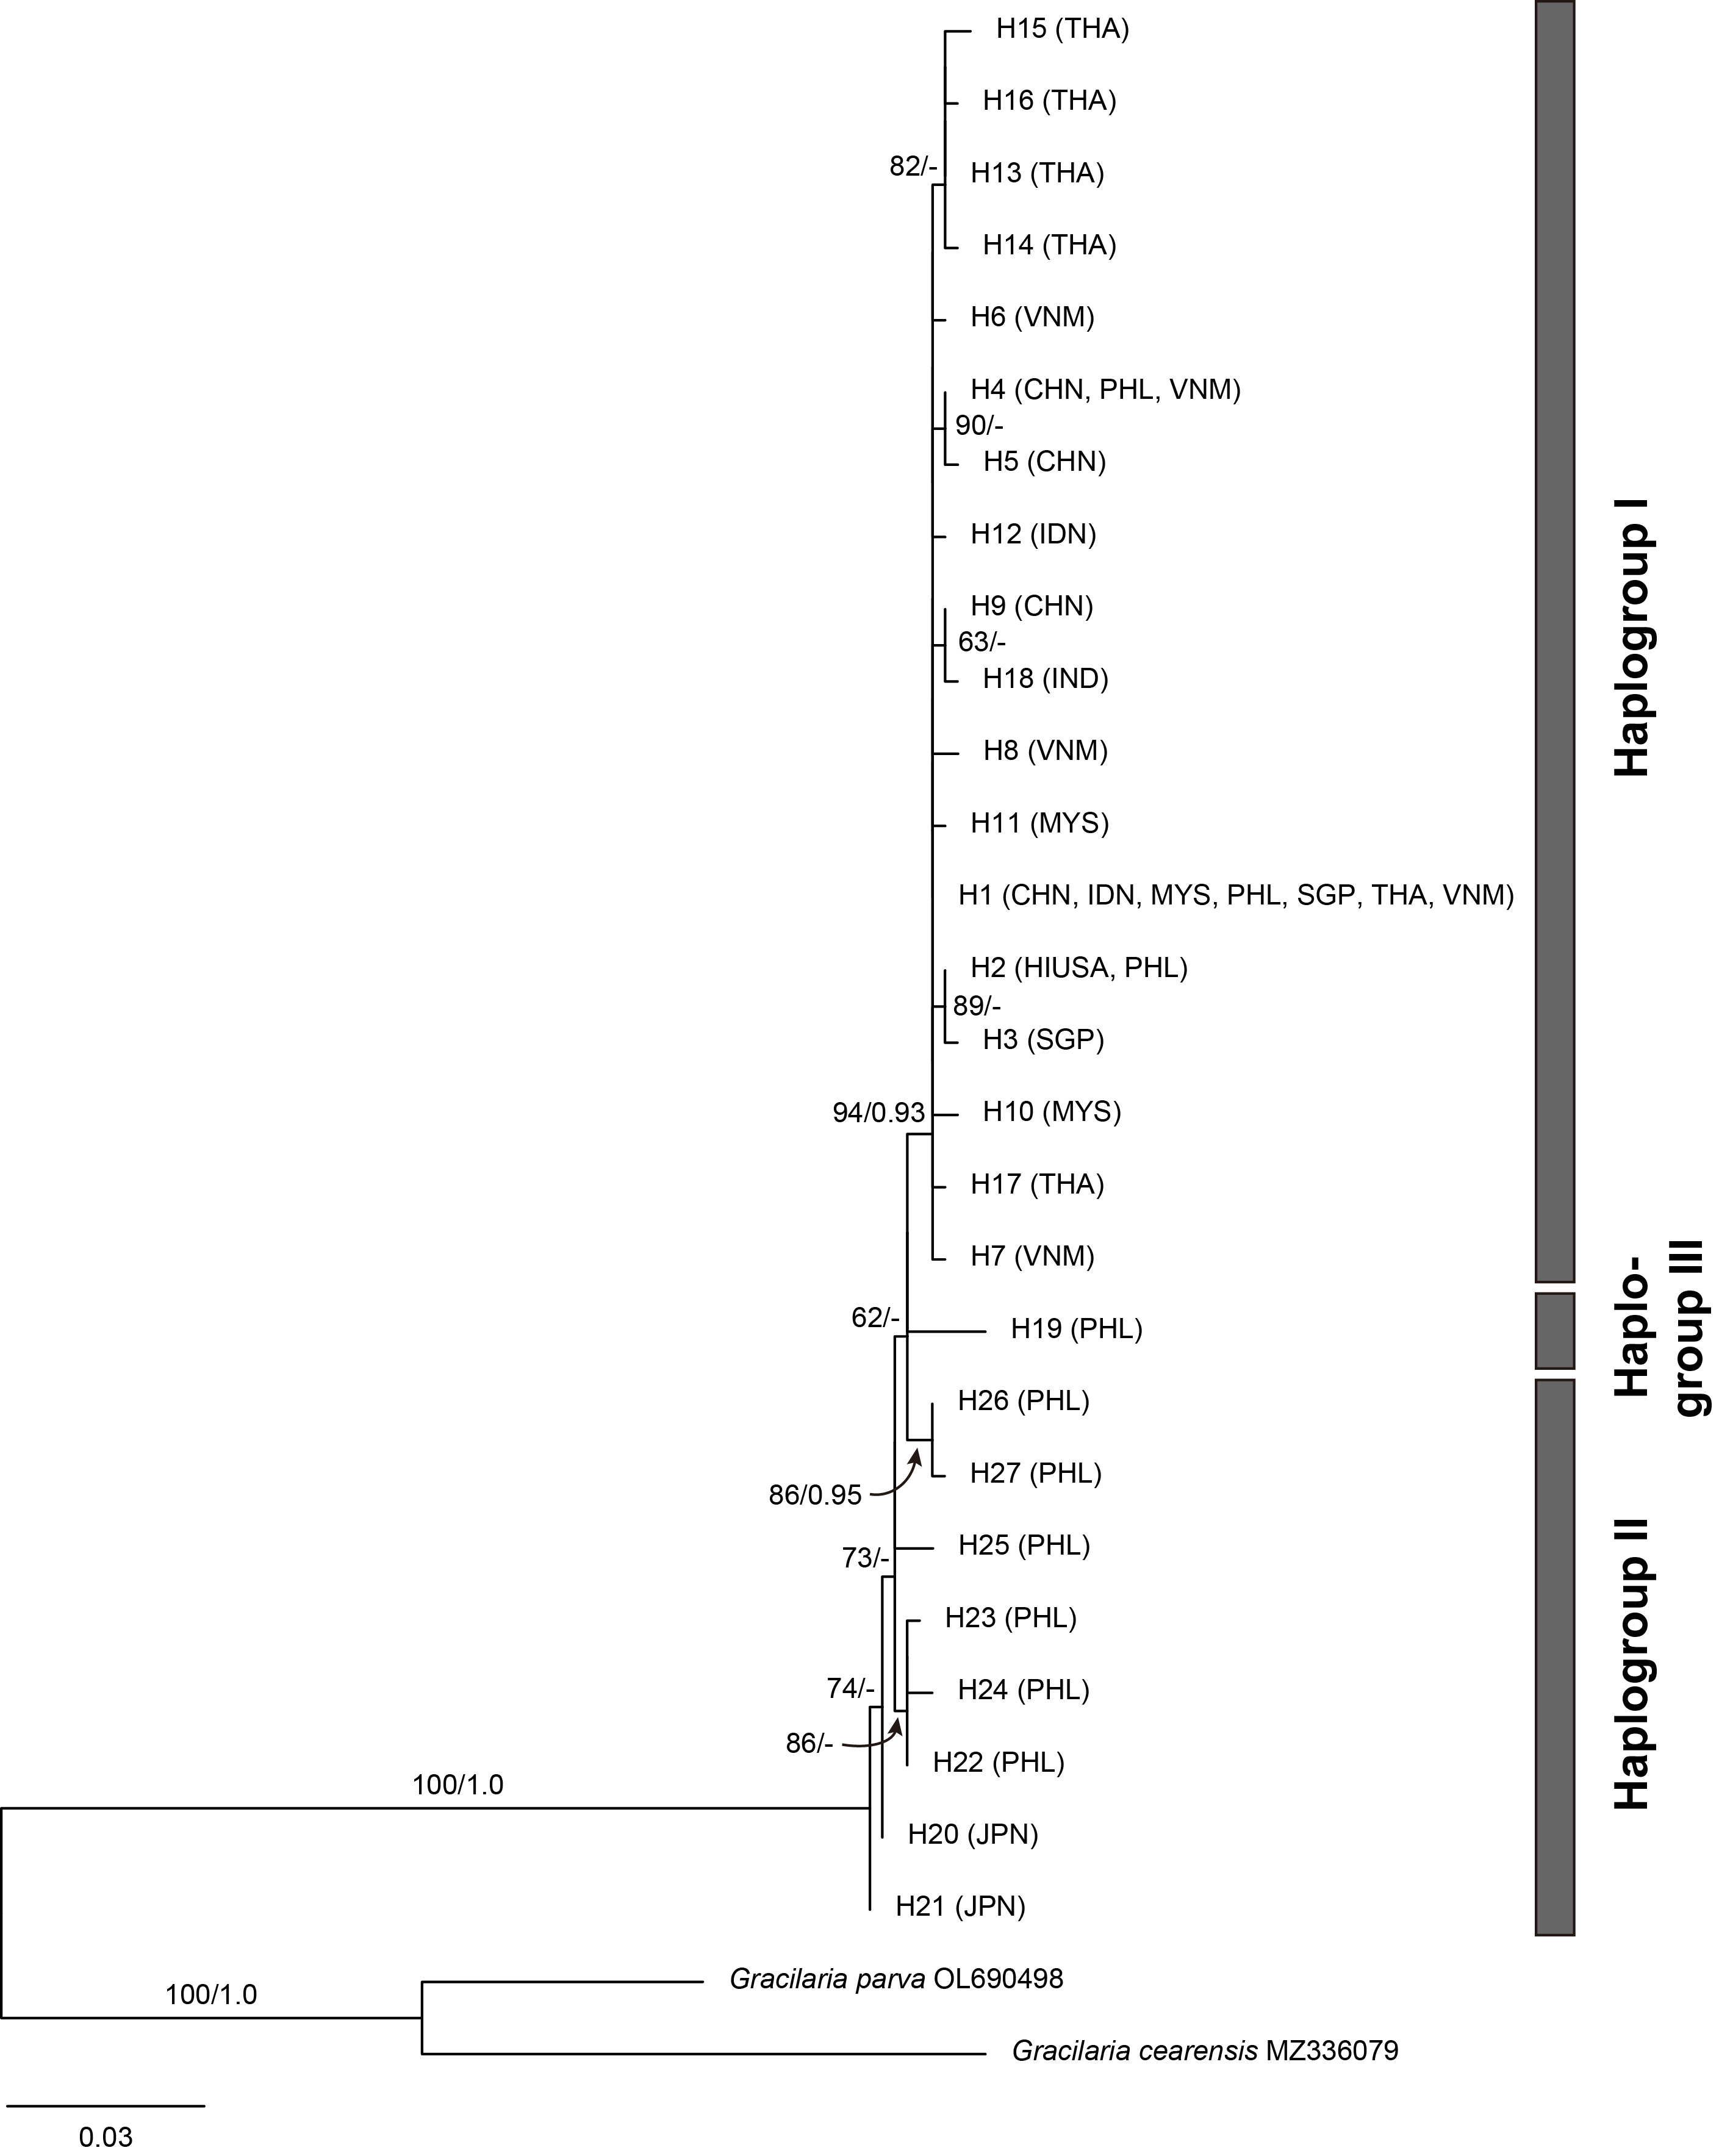 H15 (THA)
H16 (THA)
82/-
H13 (THA)
H14 (THA)
H6 (VNM)
H4 (CHN, PHL, VNM)
90/-
H5 (CHN)
H12 (IDN)
H9 (CHN)
63/-
H18 (IND)
H8 (VNM)
H11 (MYS)
H1 (CHN, IDN, MYS, PHL, SGP, THA, VNM)
H2 (HIUSA, PHL)
89/-
H3 (SGP)
94/0.93
H10 (MYS)
H17 (THA)
H7 (VNM)
62/-
H19 (PHL)
H26 (PHL)
H27 (PHL)
86/0.95
H25 (PHL)
73/-
H23 (PHL)
74/-
H24 (PHL)
86/-
H22 (PHL)
100/1.0
H20 (JPN)
H21 (JPN)
Gracilaria parva OL690498
100/1.0
Gracilaria cearensis MZ336079
0.03
Haplogroup I
Haplo-
group III
Haplogroup II